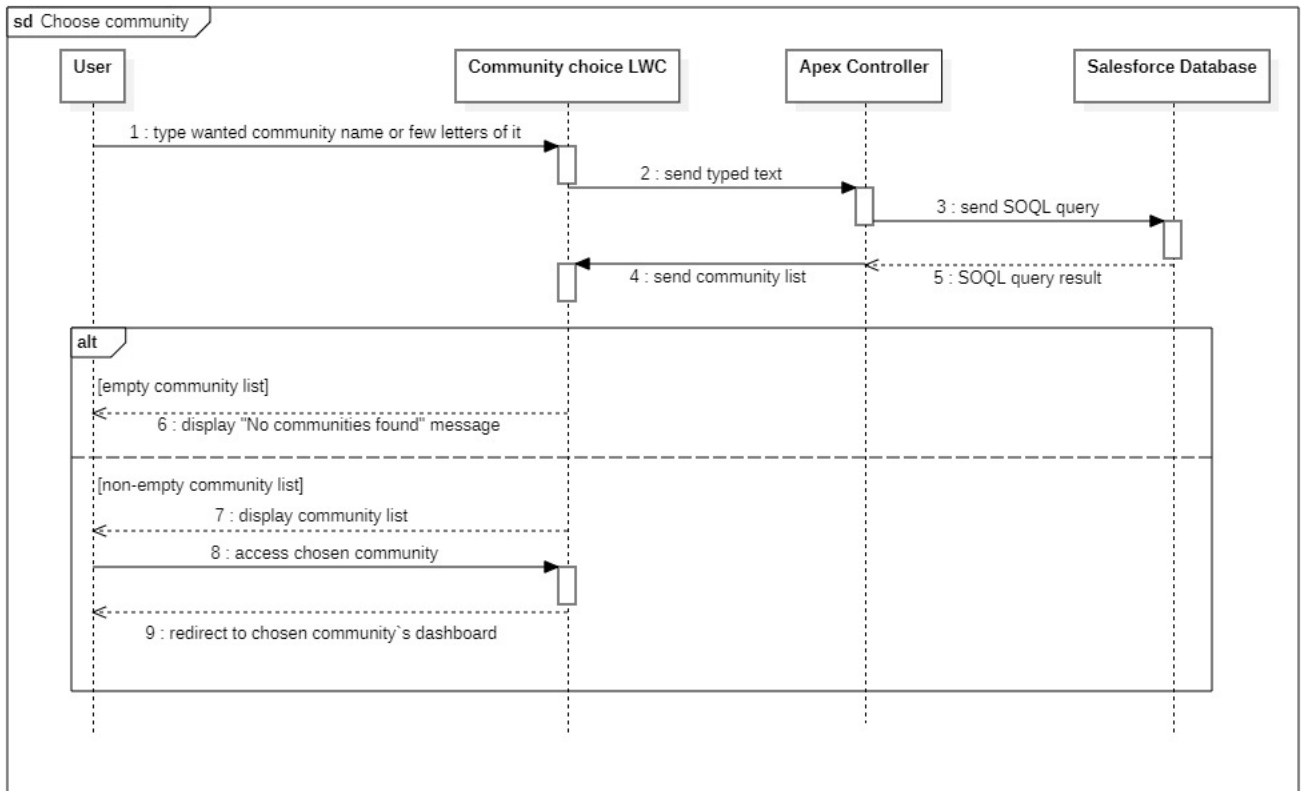 sd Choose community
User
Community choice LWC
Apex Controller
Salesforce Database
1 : type wanted community name or few letters of it
2 : send typed text
3 : send SOQL query
4 : send community list
5 : SOQL query result
alt
[empty community list]
6 : display "No communities found" message
[non-empty community list]
7 : display community list
8 : access chosen community
9 : redirect to chosen community`s dashboard